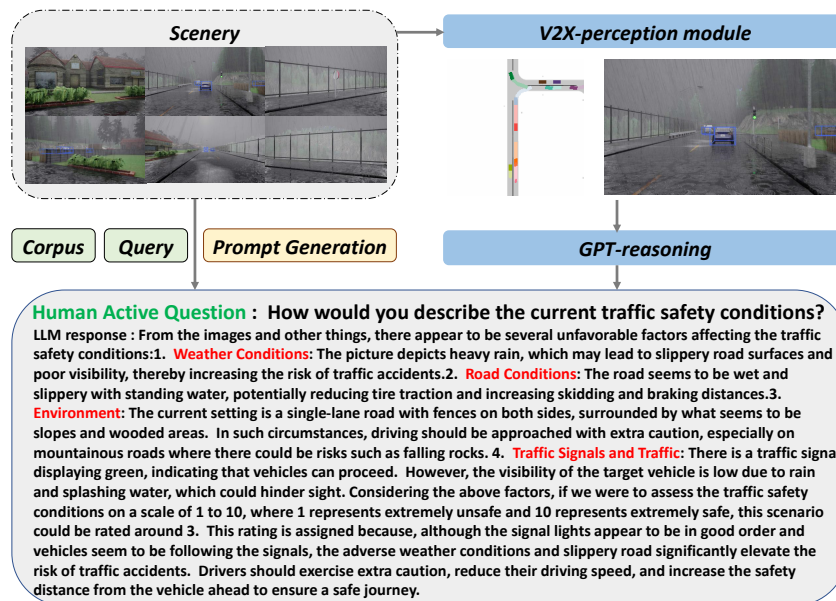 Scenery
V2X-perception module
Corpus
Query
Prompt Generation
GPT-reasoning
Human Active Question : How would you describe the current traffic safety conditions?
LLM response : From the images and other things, there appear to be several unfavorable factors affecting the traffic
safety conditions:1. Weather Conditions: The picture depicts heavy rain, which may lead to slippery road surfaces and
poor visibility, thereby increasing the risk of traffic accidents.2. Road Conditions: The road seems to be wet and
slippery with standing water, potentially reducing tire traction and increasing skidding and braking distances.3.
Environment: The current setting is a single-lane road with fences on both sides, surrounded by what seems to be
slopes and wooded areas. In such circumstances, driving should be approached with extra caution, especially on
mountainous roads where there could be risks such as falling rocks. 4. Traffic Signals and Traffic: There is a traffic signal
displaying green, indicating that vehicles can proceed. However, the visibility of the target vehicle is low due to rain
and splashing water, which could hinder sight. Considering the above factors, if we were to assess the traffic safety
conditions on a scale of 1 to 10, where 1 represents extremely unsafe and 10 represents extremely safe, this scenario
could be rated around 3. This rating is assigned because, although the signal lights appear to be in good order and
vehicles seem to be following the signals, the adverse weather conditions and slippery road significantly elevate the
risk of traffic accidents. Drivers should exercise extra caution, reduce their driving speed, and increase the safety
distance from the vehicle ahead to ensure a safe journey.